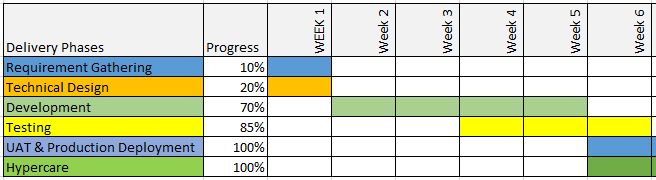 Delivery Phases Progress WEEK 1 Week 2 Week 3 Week 4 Week 5 Week 6
Requirement Gathering 10%
Technical Design 20%
Development 70%
Testing 85%
UAT & Production Deployment 100%
Hypercare 100%